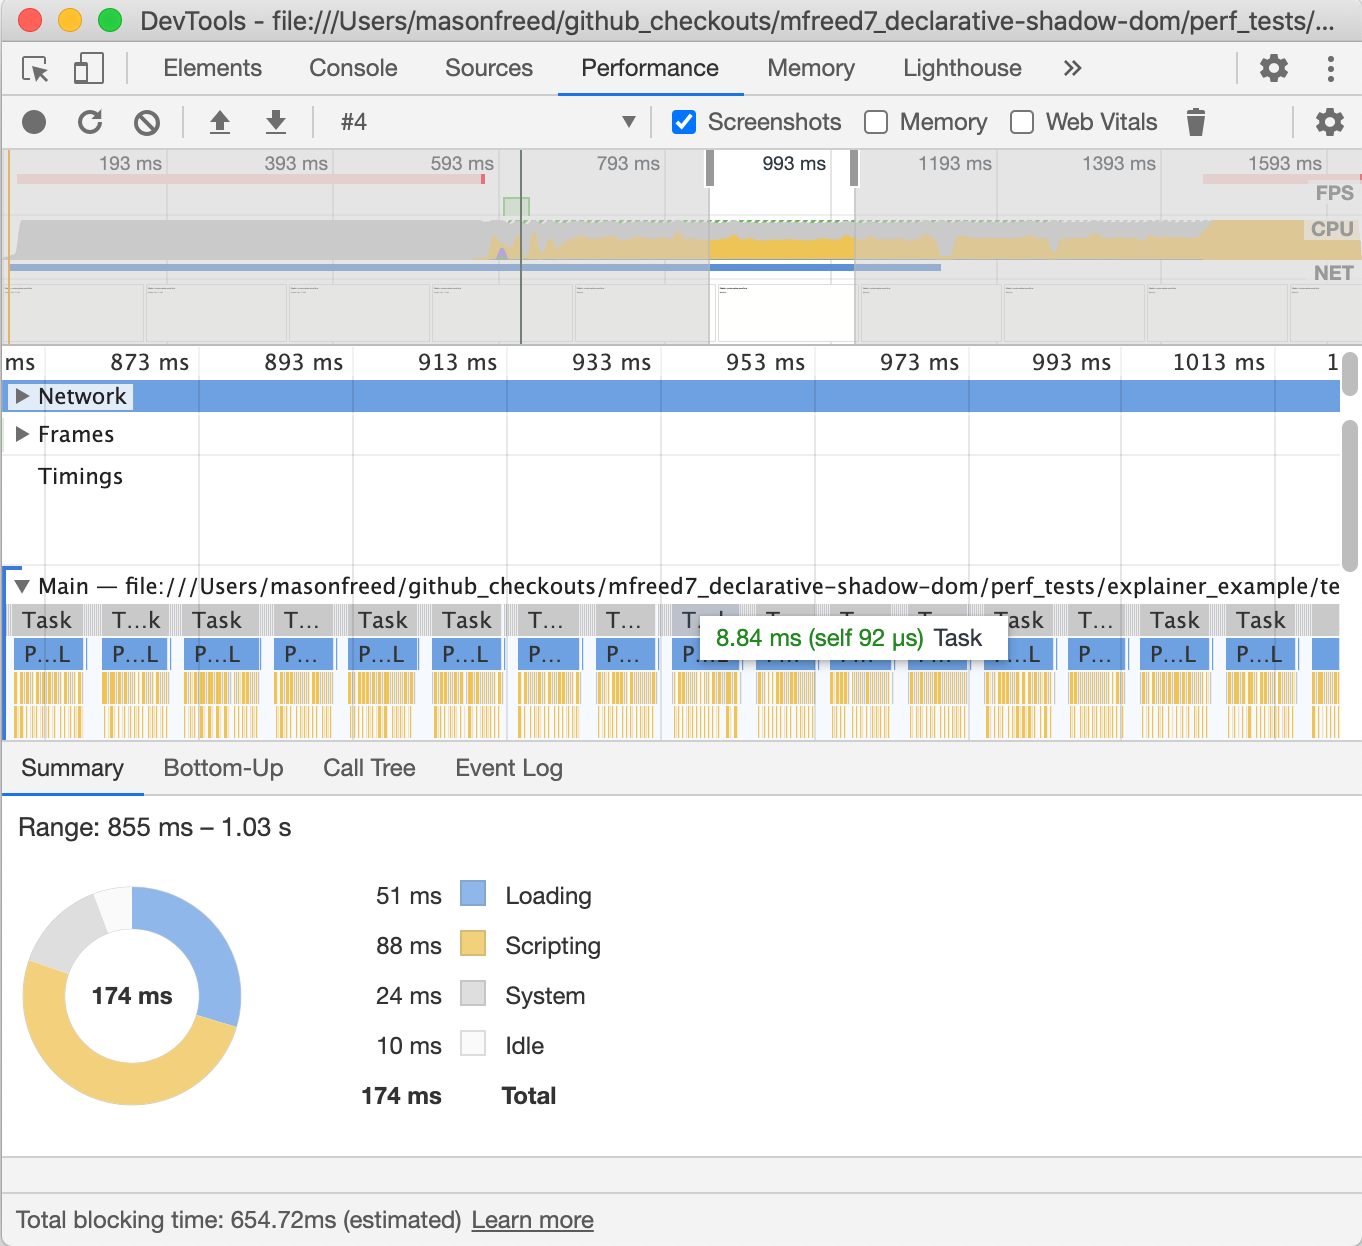 DevTools - file:///Users/masonfreed/github_checkouts/mfreed7_declarative-shadow-dom/perf_tests/...
Elements Console Sources Performance Memory Lighthouse »
#4 ▼ Screenshots Memory Web Vitals
193 ms 393 ms 593 ms 793 ms 993 ms 1193 ms 1393 ms 1593 ms
FPS
CPU
NET
ms 873 ms 893 ms 913 ms 933 ms 953 ms 973 ms 993 ms 1013 ms 1
Network
Frames
Timings
Main — file:///Users/masonfreed/github_checkouts/mfreed7_declarative-shadow-dom/perf_tests/explainer_example/te
Task T...k Task T... Task Task T... T... T... ask T... Task Task
P...L P...L P...L P... P...L P...L P... P... P...L ...L P... P...L P...L
8.84 ms (self 92 µs) Task
Summary Bottom-Up Call Tree Event Log
Range: 855 ms – 1.03 s
174 ms
51 ms Loading
88 ms Scripting
24 ms System
10 ms Idle
174 ms Total
Total blocking time: 654.72ms (estimated) Learn more